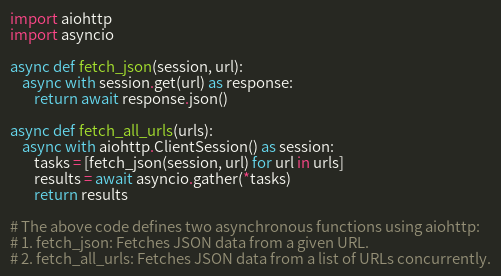 import aiohttp
import asyncio
async def fetch_json(session, url):
async with session.get(url) as response:
return await response.json()
async def fetch_all_urls(urls):
async with aiohttp.ClientSession() as session:
tasks = [fetch_json(session, url) for url in urls]
results = await asyncio.gather(*tasks)
return results
# The above code defines two asynchronous functions using aiohttp:
# 1. fetch_json: Fetches JSON data from a given URL.
# 2. fetch_all_urls: Fetches JSON data from a list of URLs concurrently.